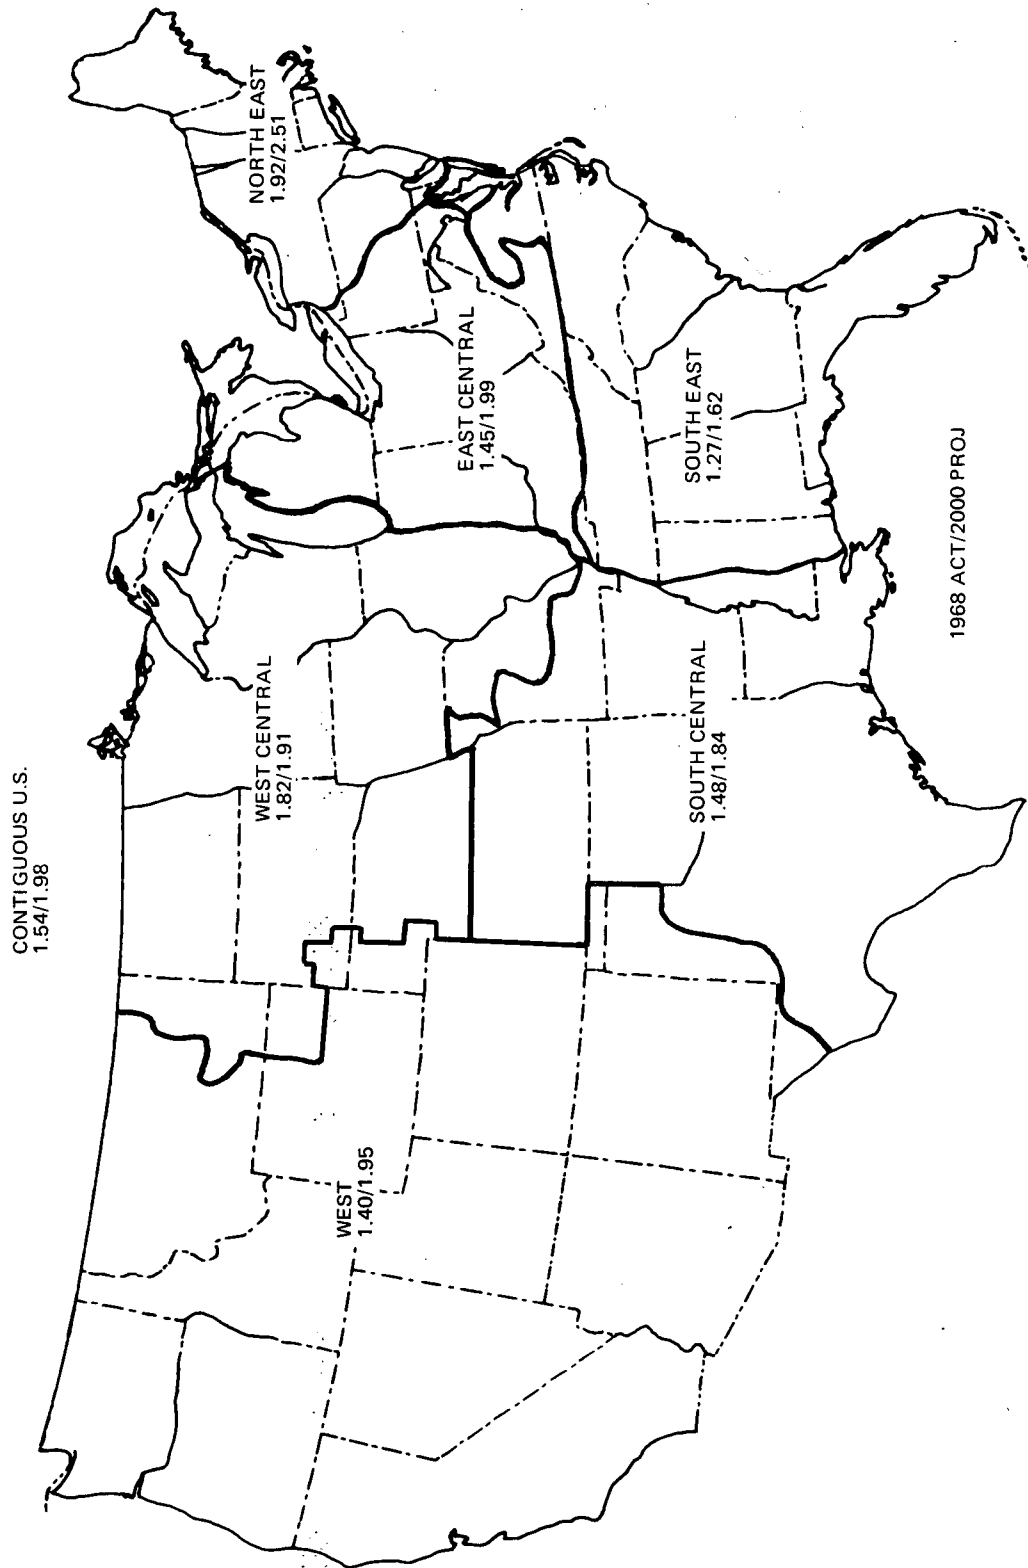 CONTIGUOUS U.S.
1.54/1.98
WEST
1.40/1.95
WEST CENTRAL
1.82/1.91
NORTH EAST
1.92/2.51
EAST CENTRAL
1.45/1.99
SOUTH CENTRAL
1.48/1.84
SOUTH EAST
1.27/1.62
1968 ACT/2000 PROJ